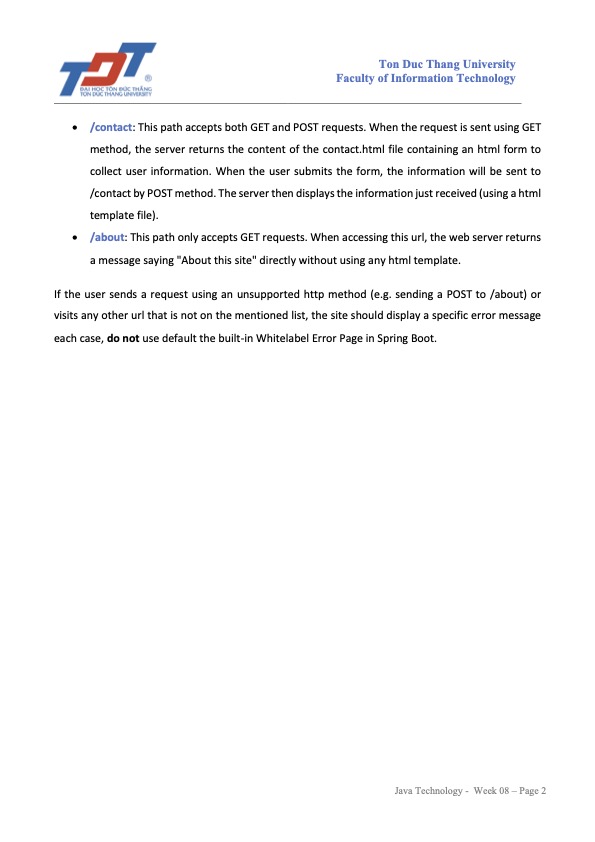 TDT
®
ĐẠI HỌC TÔN ĐỨC THẮNG
TON DUC THANG UNIVERSITY
Ton Duc Thang University
Faculty of Information Technology
• /contact: This path accepts both GET and POST requests. When the request is sent using GET
method, the server returns the content of the contact.html file containing an html form to
collect user information. When the user submits the form, the information will be sent to
/contact by POST method. The server then displays the information just received (using a html
template file).
• /about: This path only accepts GET requests. When accessing this url, the web server returns
a message saying "About this site" directly without using any html template.
If the user sends a request using an unsupported http method (e.g. sending a POST to /about) or
visits any other url that is not on the mentioned list, the site should display a specific error message
each case, do not use default the built-in Whitelabel Error Page in Spring Boot.
Java Technology - Week 08 – Page 2